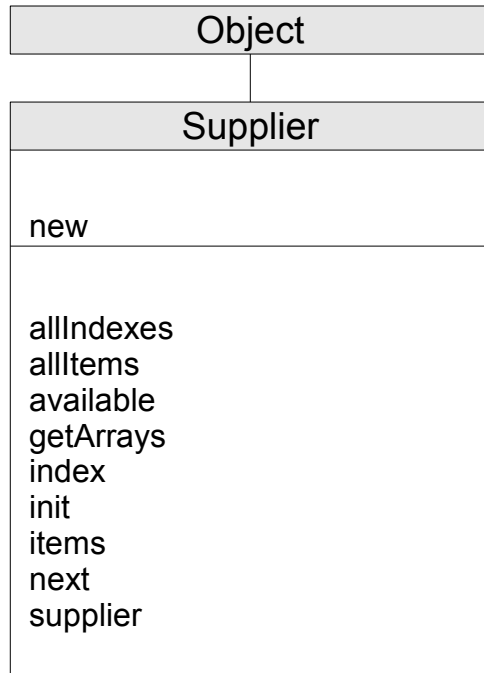 Object
Supplier
new
allIndexes
allItems
available
getArrays
index
init
items
next
supplier